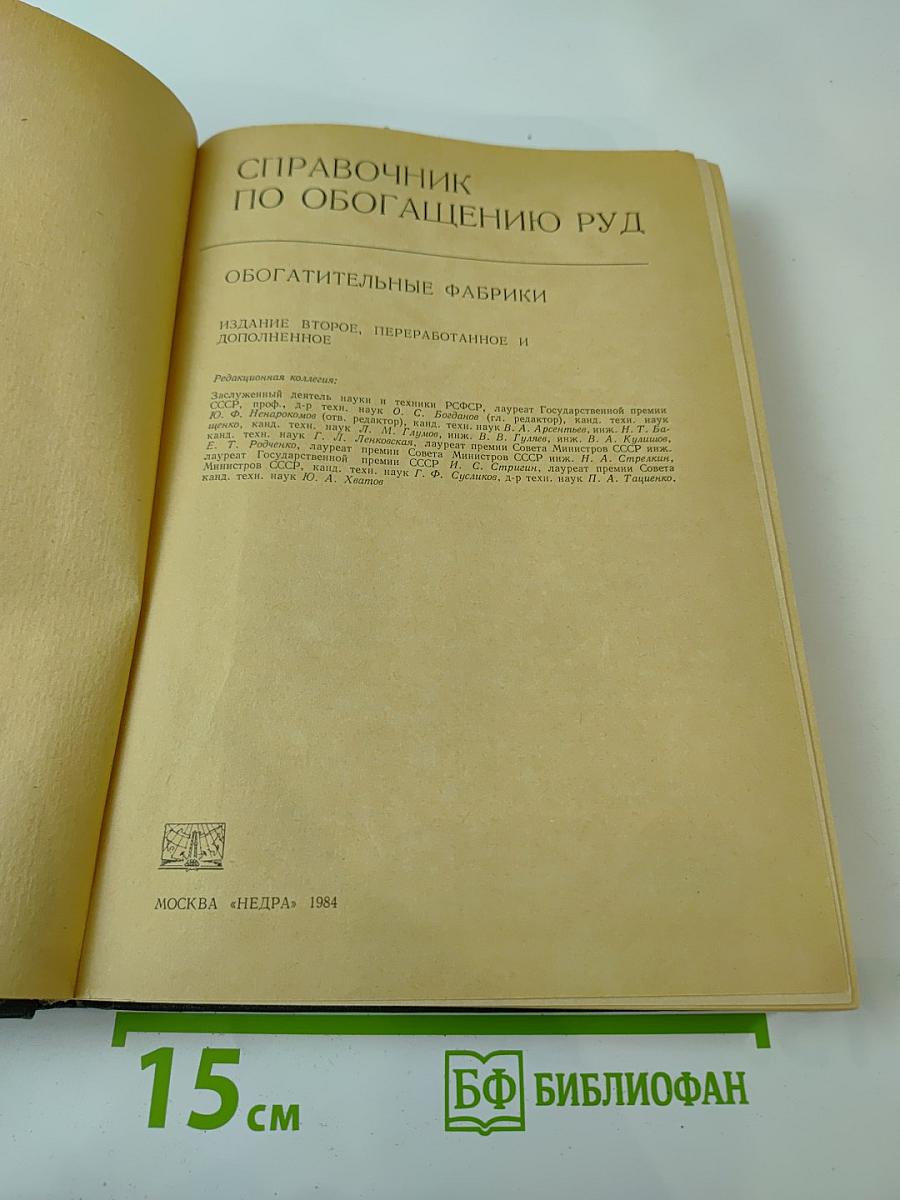 СПРАВОЧНИК
ПО ОБОГАЩЕНИЮ РУД
ОБОГАТИТЕЛЬНЫЕ ФАБРИКИ
ИЗДАНИЕ ВТОРОЕ, ПЕРЕРАБОТАННОЕ И
ДОПОЛНЕННОЕ
Редакционная коллегия:
Заслуженный деятель науки и техники РСФСР, лауреат Государственной премии
СССР, проф., д-р техн. наук О. С. Богданов (гл. редактор), канд. техн. наук
Ю. Ф. Ненарокомов (отв. редактор), канд. техн. наук В. А. Арсентьев, инж. Н. Т. Ба-
щенко, канд. техн. наук Л. М. Глумов, инж. В. В. Гуляев, инж. В. А. Кулишов,
канд. техн. наук Г. Л. Ленковская, лауреат премии Совета Министров СССР инж.
Е. Т. Родченко, лауреат премии Совета Министров СССР инж. Н. А. Стрелкин,
лауреат Государственной премии СССР И. С. Стригин, лауреат премии Совета
Министров СССР, канд. техн. наук Г. Ф. Сусликов, д-р техн. наук П. А. Тациенко,
канд. техн. наук Ю. А. Хватов
МОСКВА «НЕДРА» 1984
15 см
БФ БИБЛИОФАН